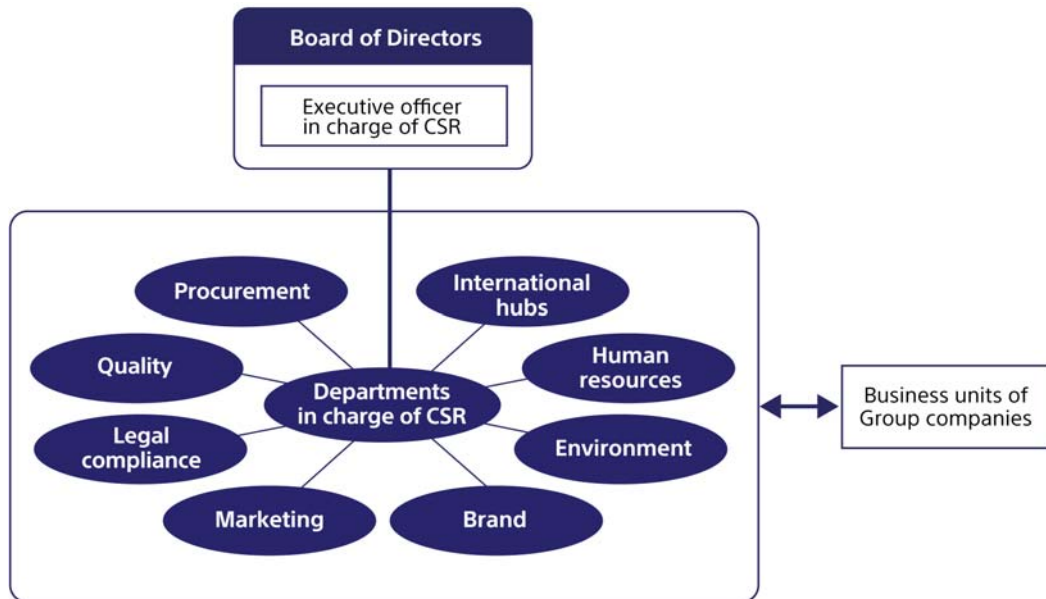 Board of Directors
Executive officer
in charge of CSR
Procurement
International
hubs
Quality
Human
resources
Departments
in charge of CSR
Legal
compliance
Environment
Marketing
Brand
Business units of
Group companies